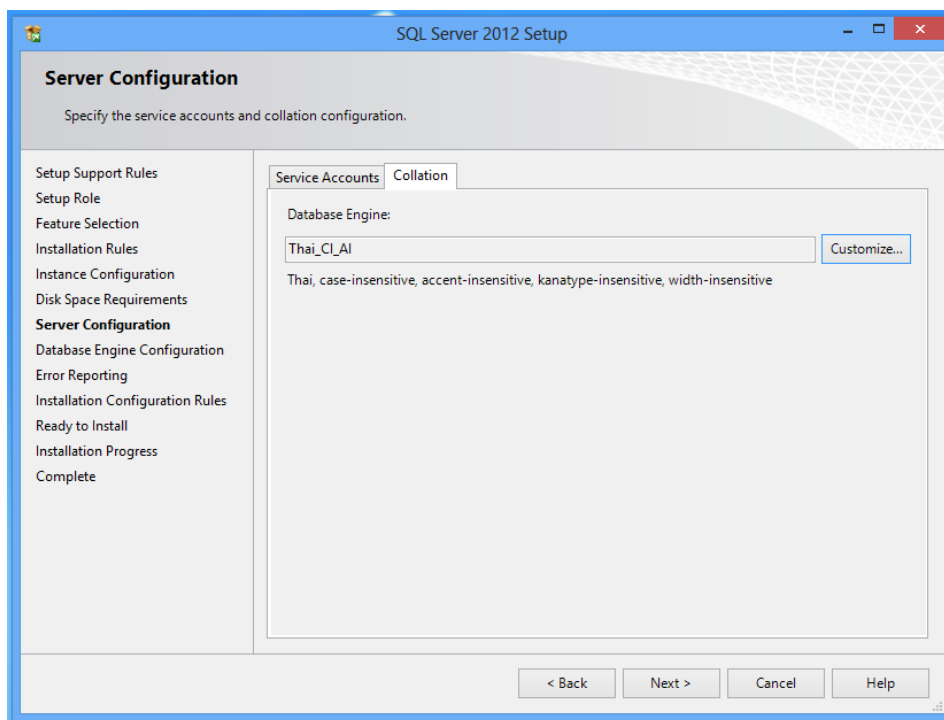 SQL Server 2012 Setup
Server Configuration
Specify the service accounts and collation configuration.
Setup Support Rules
Setup Role
Feature Selection
Installation Rules
Instance Configuration
Disk Space Requirements
Server Configuration
Database Engine Configuration
Error Reporting
Installation Configuration Rules
Ready to Install
Installation Progress
Complete
Service Accounts Collation
Database Engine:
Thai_CI_AI Customize...
Thai, case-insensitive, accent-insensitive, kanatype-insensitive, width-insensitive
< Back Next > Cancel Help